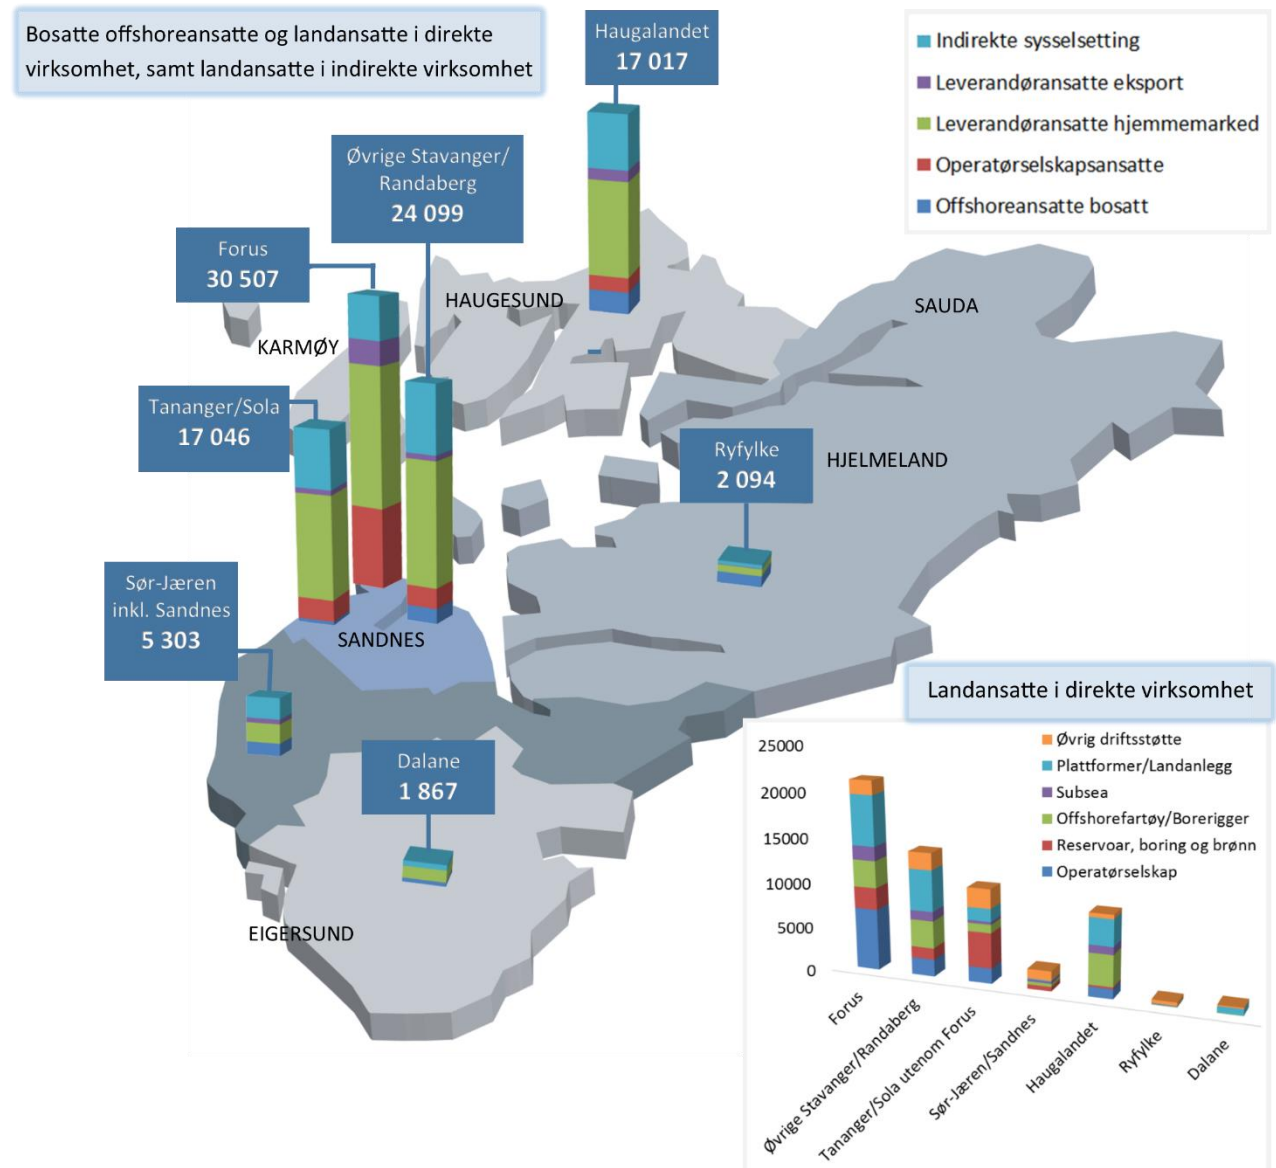 Bosatte offshoreansatte og landansatte i direkte
virksomhet, samt landansatte i indirekte virksomhet
Haugalandet
17 017
Indirekte sysselsetting
Leverandøransatte eksport
Leverandøransatte hjemmemarked
Operatørselskapsansatte
Offshoreansatte bosatt
Øvrige Stavanger/
Randaberg
24 099
Forus
30 507
HAUGESUND
SAUDA
KARMØY
Tananger/Sola
17 046
Ryfylke
2 094
HJELMELAND
Sør-Jæren
inkl. Sandnes
5 303
SANDNES
Dalane
1 867
EIGERSUND
Landansatte i direkte virksomhet
25000
20000
15000
10000
5000
0
Øvrig driftsstøtte
Plattformer/Landanlegg
Subsea
Offshorefartøy/Borerigger
Reservoar, boring og brønn
Operatørselskap
Forus
Øvrige Stavanger/Randaberg
Tananger/Sola utenom Forus
Sør-Jæren/Sandnes
Haugalandet
Ryfylke
Dalane